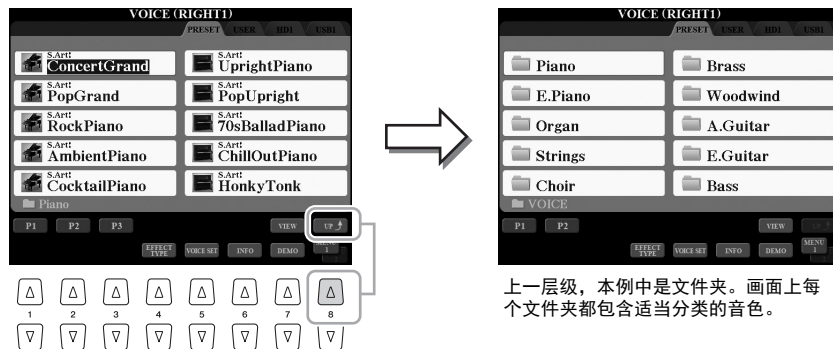 VOICE (RIGHT1)
PRESET USER HD1 USB1
S.Art!
ConcertGrand
S.Art!
UprightPiano
S.Art!
PopGrand
S.Art!
PopUpright
S.Art!
RockPiano
S.Art!
70sBalladPiano
S.Art!
AmbientPiano
S.Art!
ChillOutPiano
S.Art!
CocktailPiano
S.Art!
HonkyTonk
Piano
P1 P2 P3 VIEW UP
EFFECT TYPE VOICE SET INFO DEMO MENU 1
1 2 3 4 5 6 7 8
VOICE (RIGHT1)
PRESET USER HD1 USB1
Piano Brass
E.Piano Woodwind
Organ A.Guitar
Strings E.Guitar
Choir Bass
VOICE
P1 P2 VIEW UP
EFFECT TYPE VOICE SET INFO DEMO MENU 1
上一层级，本例中是文件夹。画面上每
个文件夹都包含适当分类的音色。